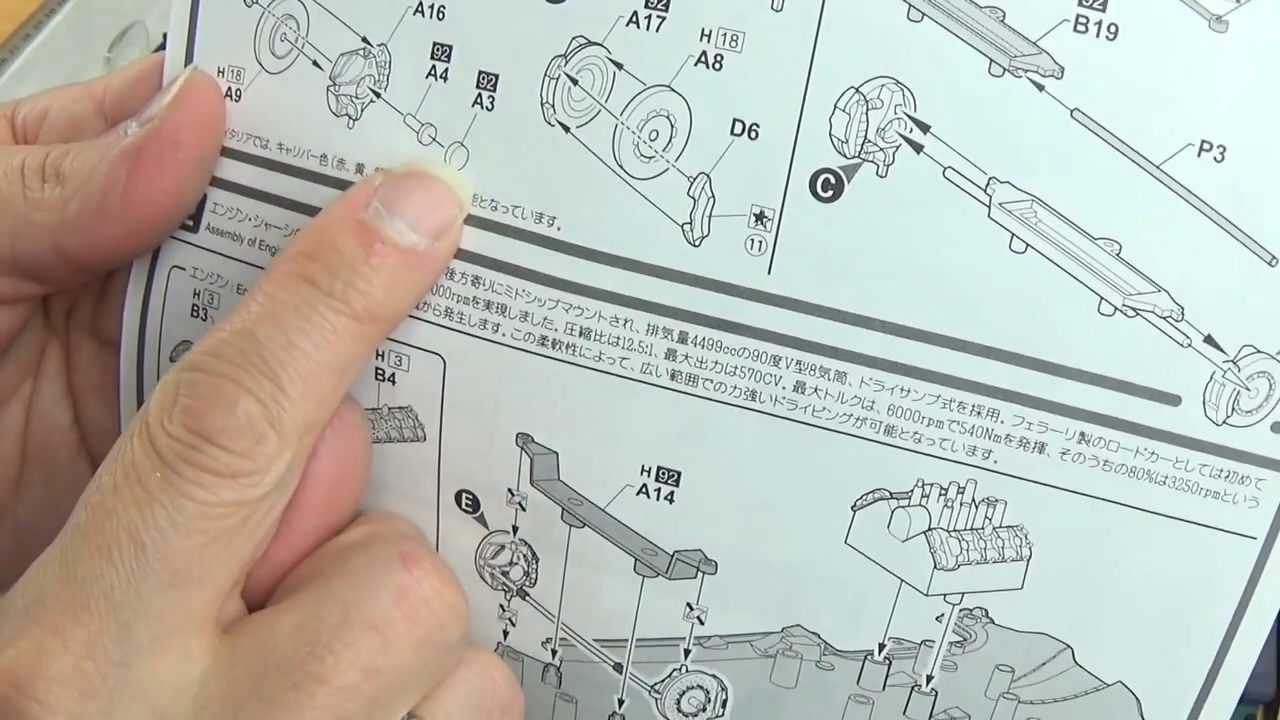 A16
92
A17
H 18
A8
92
B19
92
A4
92
A3
H 18
A9
D6
P3
C
★
11
タリアでは、キャリパー色(赤、黄、
能となっています。
エンジン・シャーシの
Assembly of Engi
後方寄りにミドシップマウントされ、排気量4499ccの90度V型8気筒、ドライサンプ式を採用。フェラーリ製のロードカーとしては初めて
000rpmを実現しました。圧縮比は12.5:1、最大出力は570CV。最大トルクは、6000rpmで540Nmを発揮、そのうちの80%は3250rpmという
から発生します。この柔軟性によって、広い範囲での力強いドライビングが可能となっています。
エンジン:En
H 3
B3
H 3
B4
H 92
A14
E